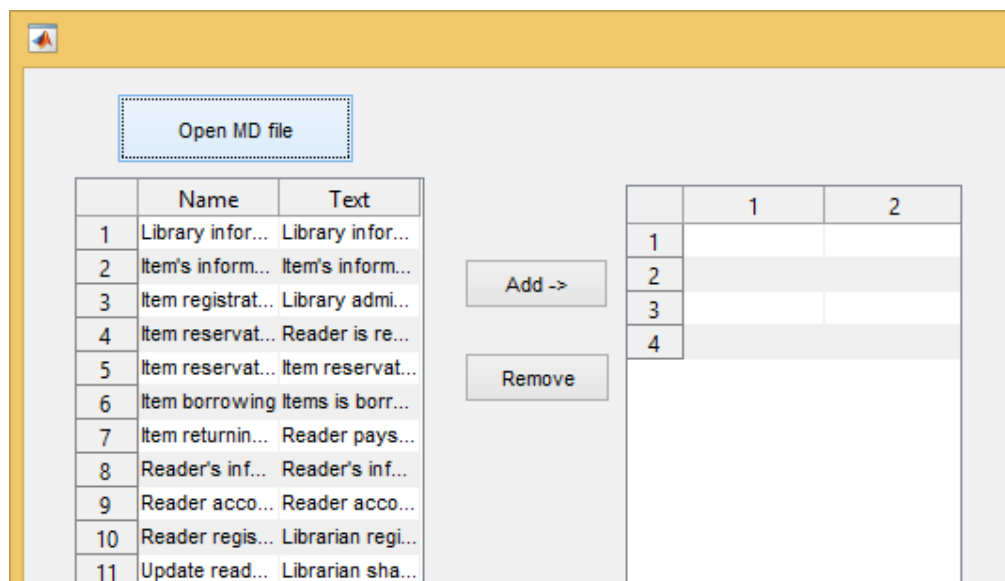 Open MD file
Name Text
1 Library infor... Library infor...
2 Item's inform... Item's inform...
3 Item registrat... Library admi...
4 Item reservat... Reader is re...
5 Item reservat... Item reservat...
6 Item borrowing Items is borr...
7 Item returnin... Reader pays...
8 Reader's inf... Reader's inf...
9 Reader acco... Reader acco...
10 Reader regis... Librarian regi...
11 Update read... Librarian sha...
Add ->
Remove
1 2
1
2
3
4